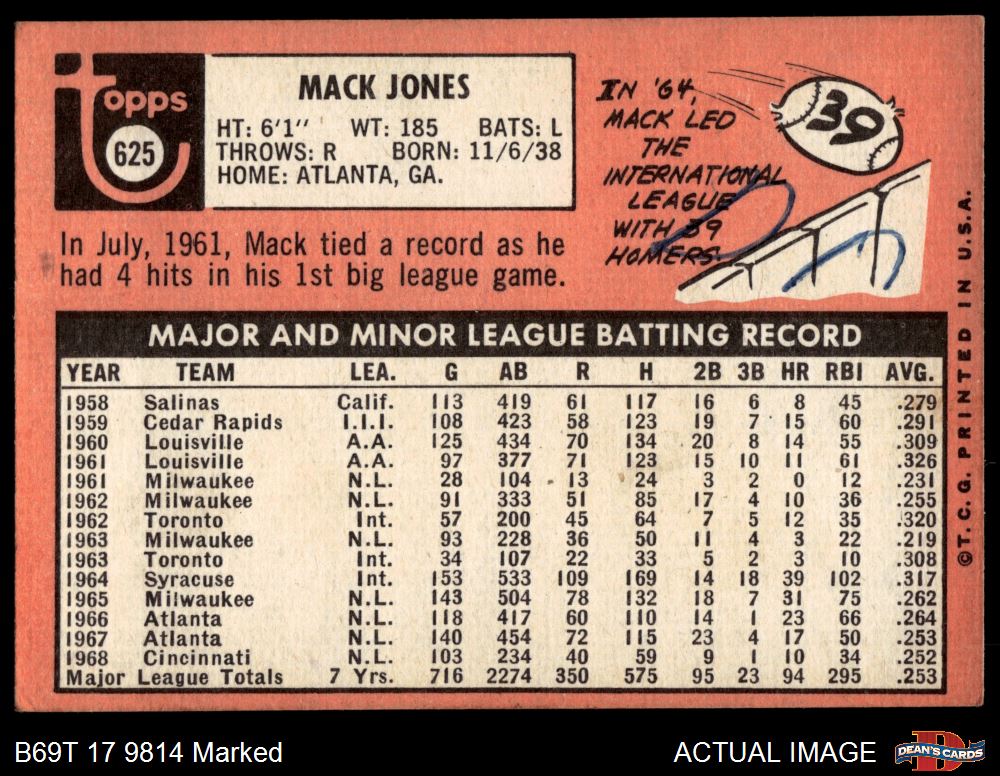 Topps
625
MACK JONES
HT: 6'1" WT: 185 BATS: L
THROWS: R BORN: 11/6/38
HOME: ATLANTA, GA.
In July, 1961, Mack tied a record as he
had 4 hits in his 1st big league game.
IN '64,
MACK LED
THE
INTERNATIONAL
LEAGUE
WITH 39
HOMERS.
39
MAJOR AND MINOR LEAGUE BATTING RECORD
YEAR TEAM LEA. G AB R H 2B 3B HR RBI AVG.
1958 Salinas Calif. 113 419 61 117 16 6 8 45 .279
1959 Cedar Rapids I.I.I. 108 423 58 123 19 7 15 60 .291
1960 Louisville A.A. 125 434 70 134 20 8 14 55 .309
1961 Louisville A.A. 97 377 71 123 15 10 11 61 .326
1961 Milwaukee N.L. 28 104 13 24 3 2 0 12 .231
1962 Milwaukee N.L. 91 333 51 85 17 4 10 36 .255
1962 Toronto Int. 57 200 45 64 7 5 12 35 .320
1963 Milwaukee N.L. 93 228 36 50 11 4 3 22 .219
1963 Toronto Int. 34 107 22 33 5 2 3 10 .308
1964 Syracuse Int. 153 533 109 169 14 18 39 102 .317
1965 Milwaukee N.L. 143 504 78 132 18 7 31 75 .262
1966 Atlanta N.L. 118 417 60 110 14 1 23 66 .264
1967 Atlanta N.L. 140 454 72 115 23 4 17 50 .253
1968 Cincinnati N.L. 103 234 40 59 9 1 10 34 .252
Major League Totals 7 Yrs. 716 2274 350 575 95 23 94 295 .253
©T.C.G. PRINTED IN U.S.A.
B69T 17 9814 Marked
ACTUAL IMAGE
DEAN'S CARDS